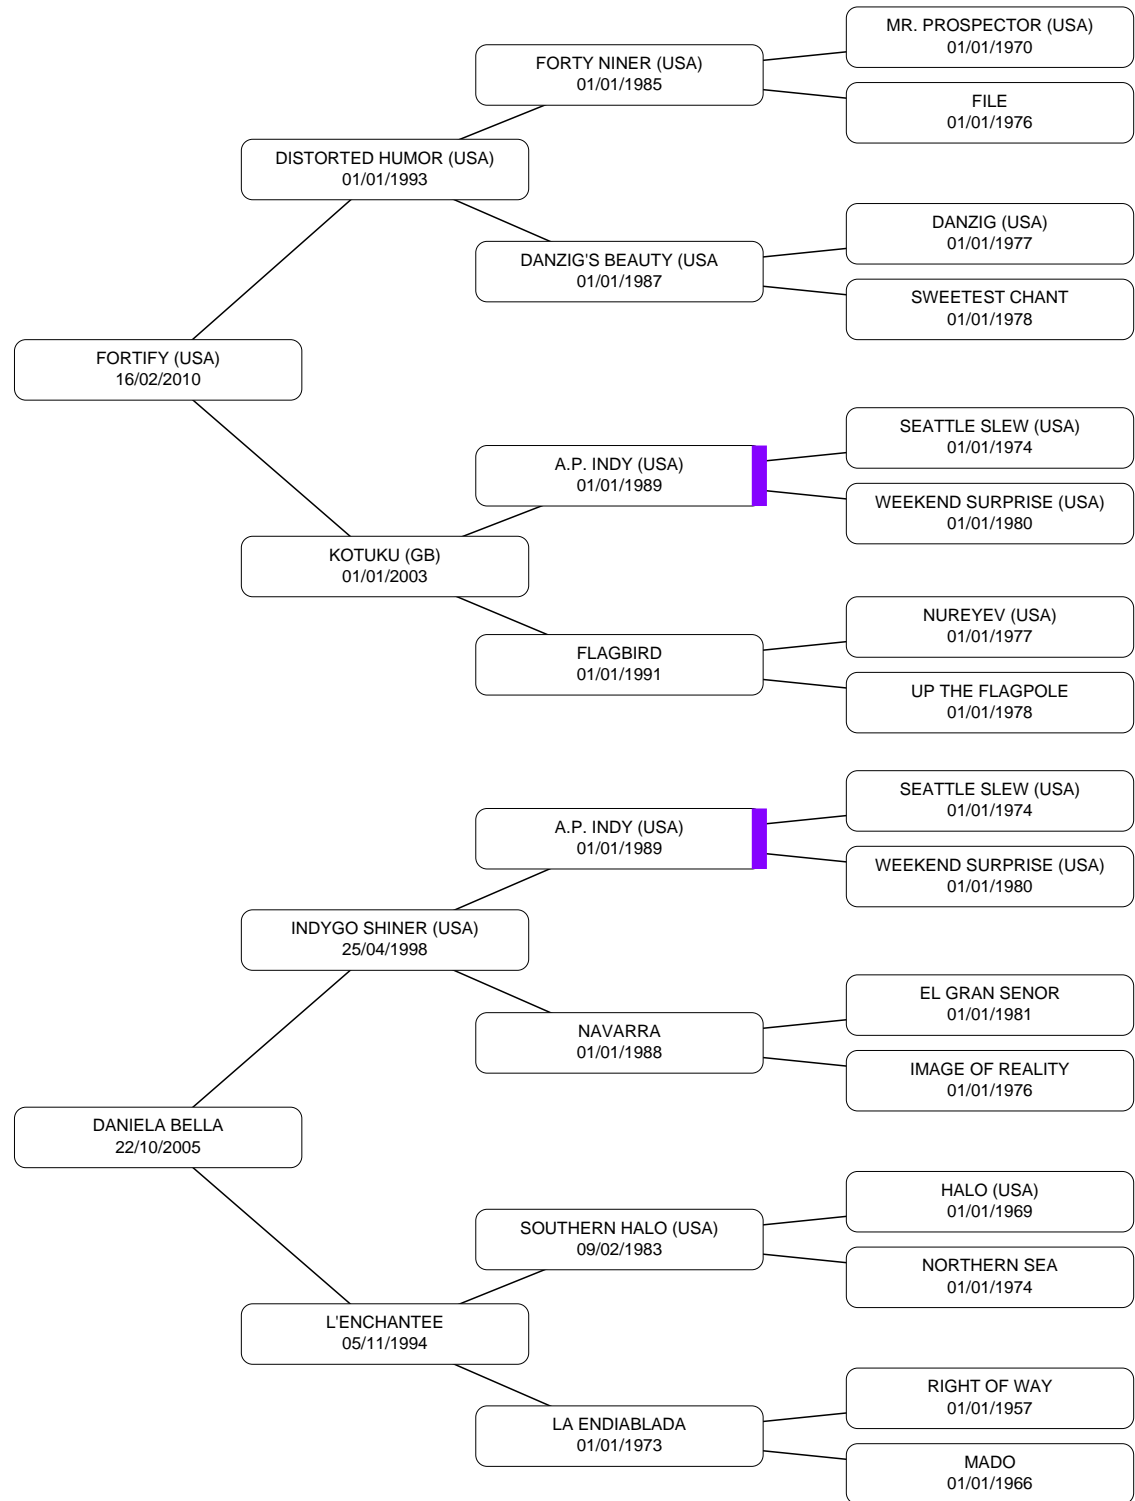 MR. PROSPECTOR (USA)
01/01/1970
FORTY NINER (USA)
01/01/1985
FILE
01/01/1976
DISTORTED HUMOR (USA)
01/01/1993
DANZIG (USA)
01/01/1977
DANZIG'S BEAUTY (USA
01/01/1987
SWEETEST CHANT
01/01/1978
FORTIFY (USA)
16/02/2010
SEATTLE SLEW (USA)
01/01/1974
A.P. INDY (USA)
01/01/1989
WEEKEND SURPRISE (USA)
01/01/1980
KOTUKU (GB)
01/01/2003
NUREYEV (USA)
01/01/1977
FLAGBIRD
01/01/1991
UP THE FLAGPOLE
01/01/1978
SEATTLE SLEW (USA)
01/01/1974
A.P. INDY (USA)
01/01/1989
WEEKEND SURPRISE (USA)
01/01/1980
INDYGO SHINER (USA)
25/04/1998
EL GRAN SENOR
01/01/1981
NAVARRA
01/01/1988
IMAGE OF REALITY
01/01/1976
DANIELA BELLA
22/10/2005
HALO (USA)
01/01/1969
SOUTHERN HALO (USA)
09/02/1983
NORTHERN SEA
01/01/1974
L'ENCHANTEE
05/11/1994
RIGHT OF WAY
01/01/1957
LA ENDIABLADA
01/01/1973
MADO
01/01/1966